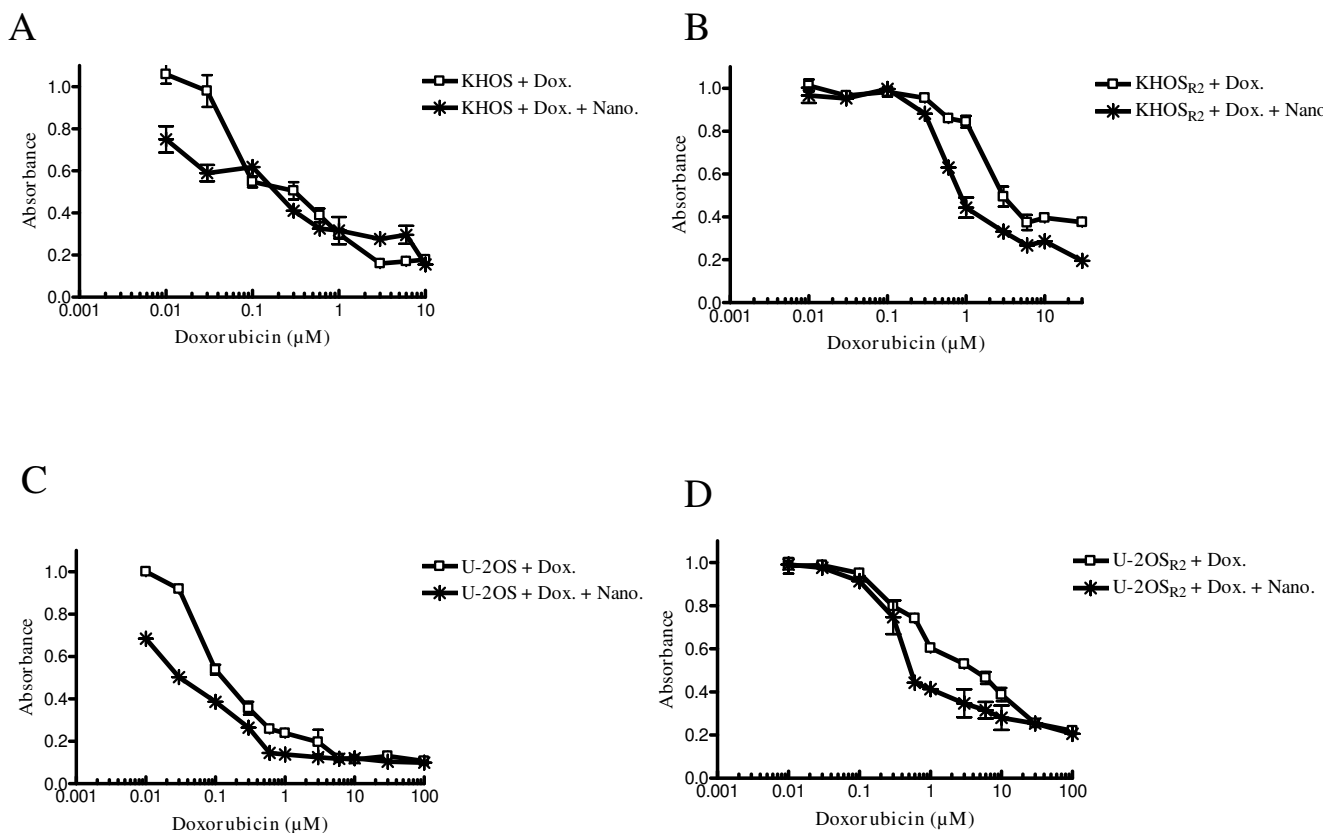 A
KHOS + Dox.
KHOS + Dox. + Nano.
Absorbance
1.0
0.8
0.6
0.4
0.2
0.0
0.001 0.01 0.1 1 10
Doxorubicin (µM)
B
KHOSR2 + Dox.
KHOSR2 + Dox. + Nano
Absorbance
1.0
0.8
0.6
0.4
0.2
0.0
0.001 0.01 0.1 1 10
Doxorubicin (µM)
C
U-2OS + Dox.
U-2OS + Dox. + Nano.
Absorbance
1.0
0.8
0.6
0.4
0.2
0.0
0.001 0.01 0.1 1 10 100
Doxorubicin (µM)
D
U-2OSR2 + Dox.
U-2OSR2 + Dox. + Nano.
Absorbance
1.0
0.8
0.6
0.4
0.2
0.0
0.001 0.01 0.1 1 10 100
Doxorubicin (µM)